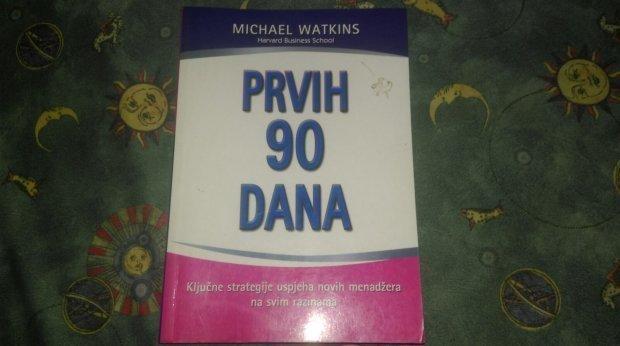 MICHAEL WATKINS
Harvard Business School
PRVIH
90
DANA
Ključne strategije uspjeha novih menadžera
na svim razinama